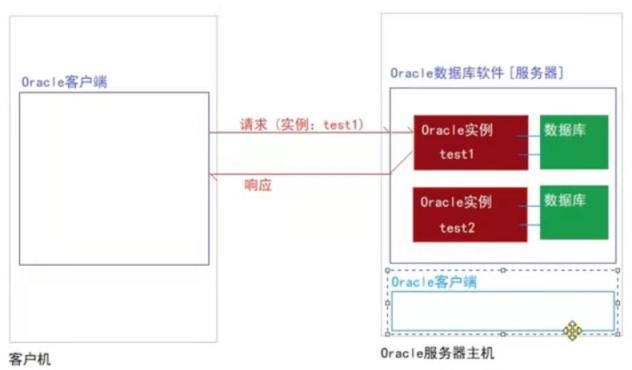 Oracle客户端
请求 (实例: test1)
响应
客户机
Oracle数据库软件 [服务器]
Oracle实例
test1
数据库
Oracle实例
test2
数据库
Oracle客户端
Oracle服务器主机